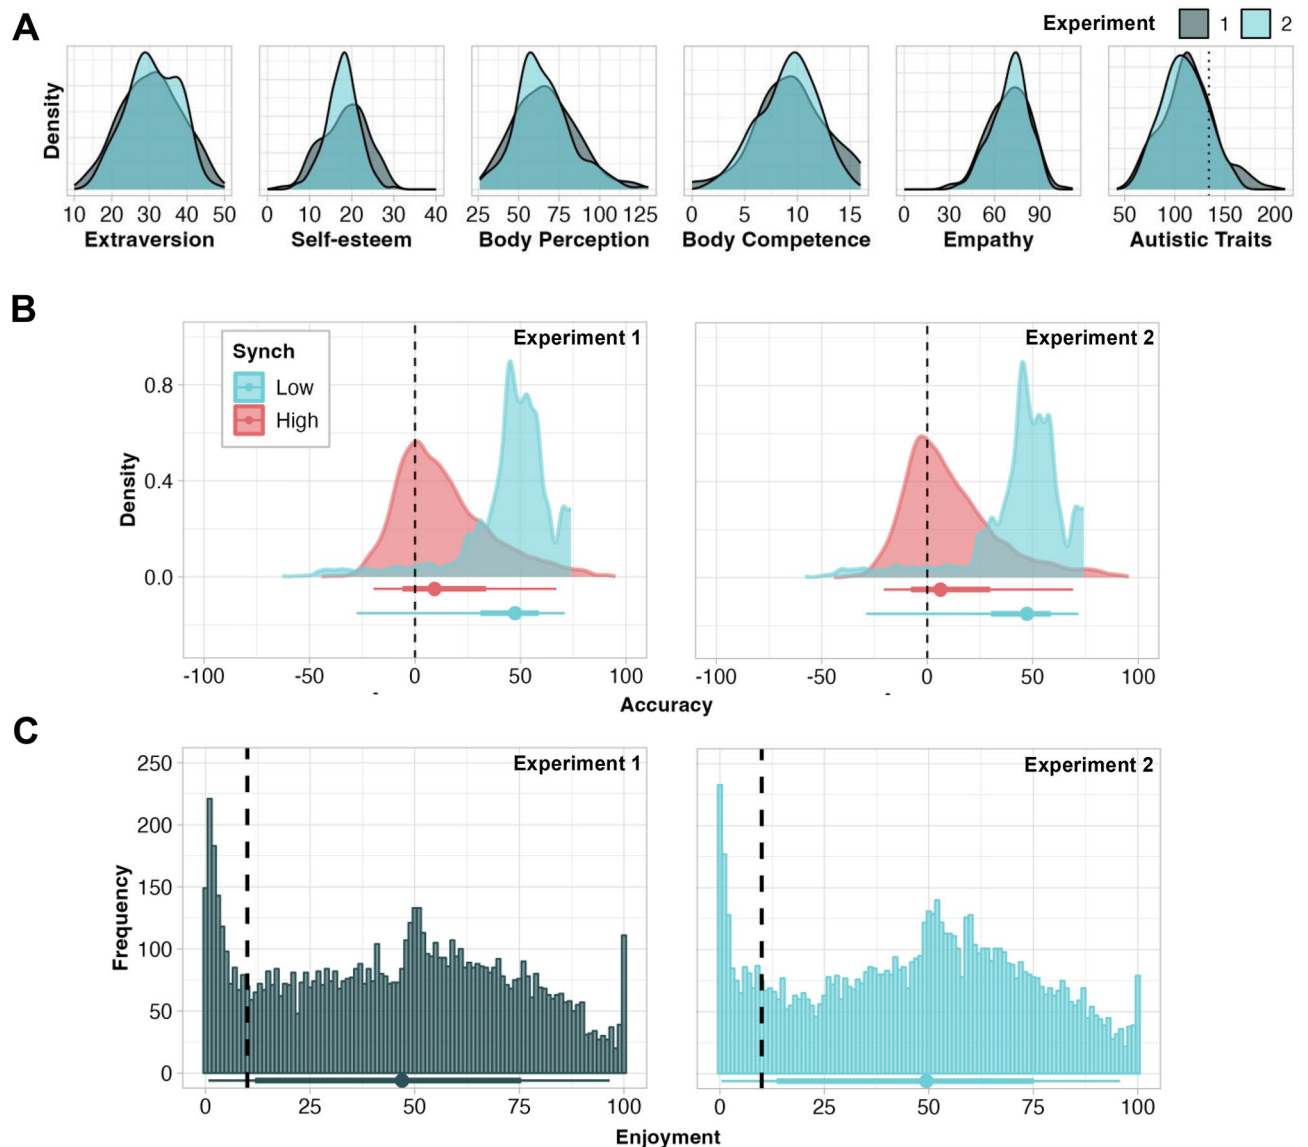 A
Experiment 1 2
Density
10 20 30 40 50
0 10 20 30 40
25 50 75 100 125
0 5 10 15
0 30 60 90
50 100 150 200
Extraversion
Self-esteem
Body Perception
Body Competence
Empathy
Autistic Traits
B
Experiment 1
Experiment 2
Synch
Low
High
Density
0.8
0.4
0.0
-100 -50 0 50 100
-100 -50 0 50 100
Accuracy
C
Experiment 1
Experiment 2
Frequency
250
200
150
100
50
0
0 25 50 75 100
0 25 50 75 100
Enjoyment